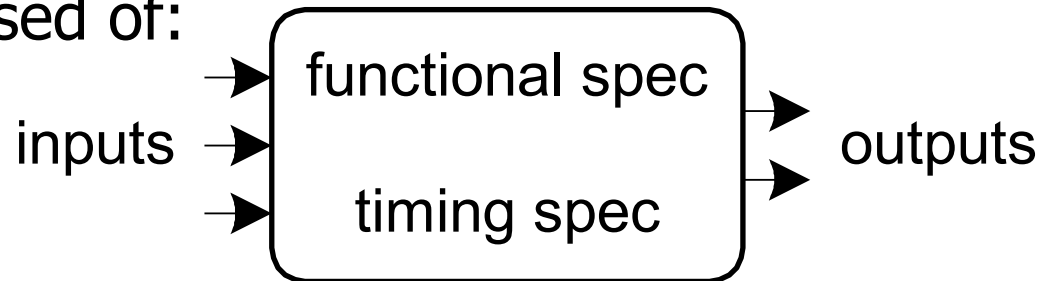 sed of:
functional spec
inputs
outputs
timing spec